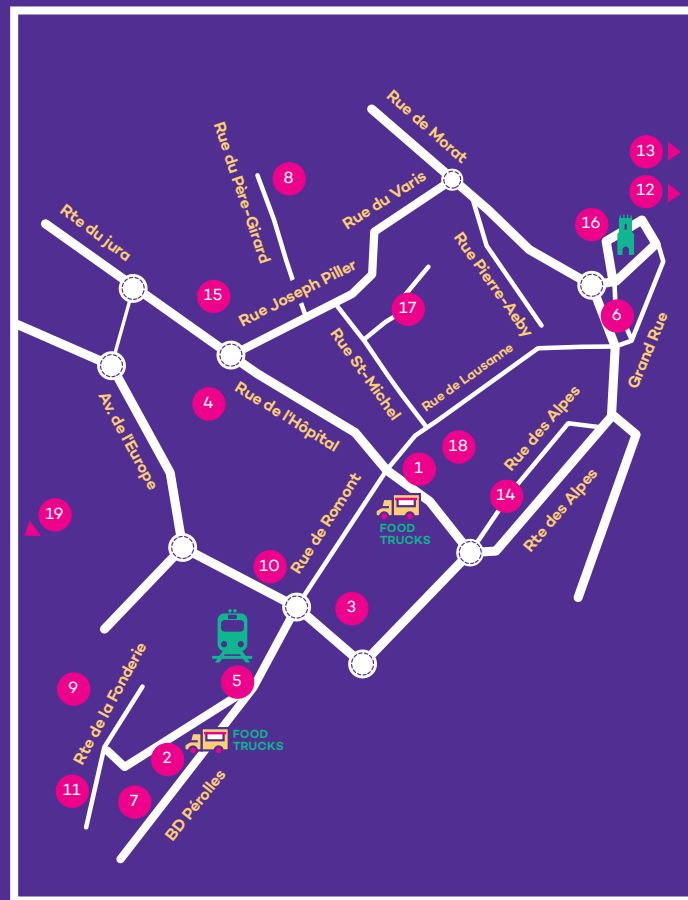 Rue de Morat
13
12
8
Rue du Père-Girard
Rue du Varis
16
Rte du jura
Rue Pierre-Aeby
15
Rue Joseph Piller
17
6
Grand Rue
Rue St-Michel
Rue de Lausanne
4
Rue de l'Hôpital
Av. de l'Europe
Rue des Alpes
18
1
14
Rte des Alpes
19
Rue de Romont
FOOD
TRUCKS
10
3
5
9
Rte de la Fonderie
FOOD
TRUCKS
2
11
7
BD Pérolles